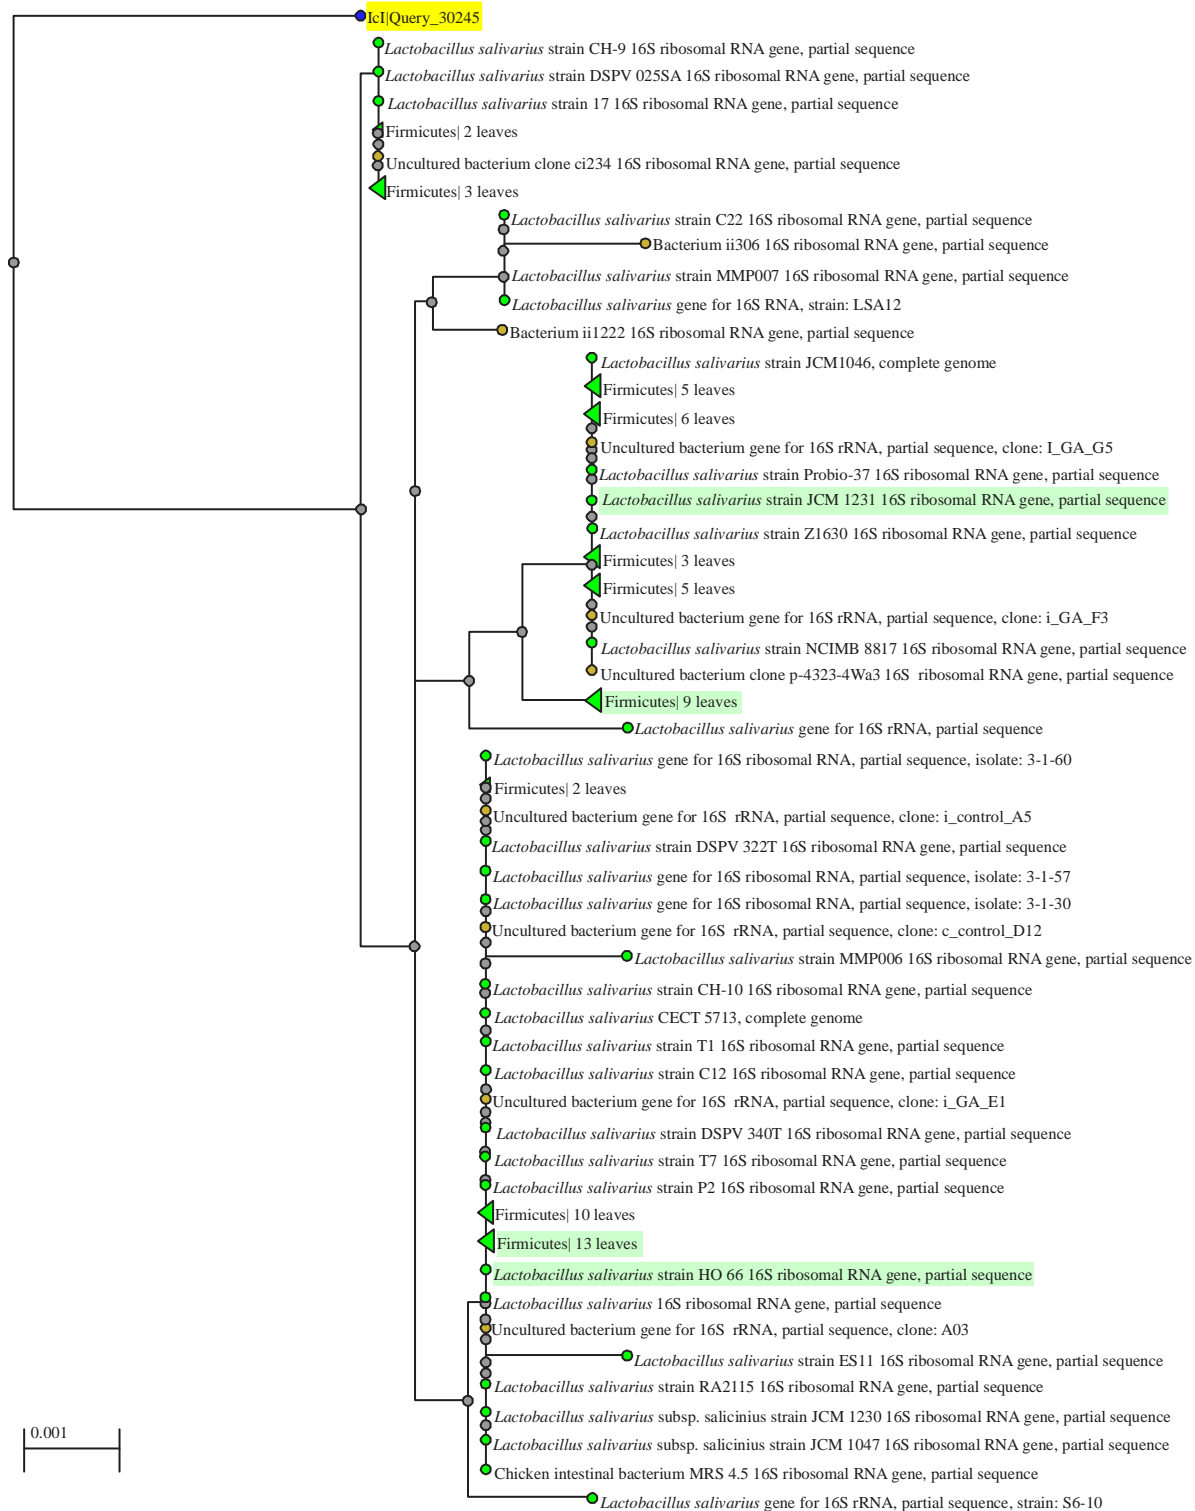 IcI|Query_30245
Lactobacillus salivarius strain CH-9 16S ribosomal RNA gene, partial sequence
Lactobacillus salivarius strain DSPV 025SA 16S ribosomal RNA gene, partial sequence
Lactobacillus salivarius strain 17 16S ribosomal RNA gene, partial sequence
Firmicutes| 2 leaves
Uncultured bacterium clone ci234 16S ribosomal RNA gene, partial sequence
Firmicutes| 3 leaves
Lactobacillus salivarius strain C22 16S ribosomal RNA gene, partial sequence
Bacterium ii306 16S ribosomal RNA gene, partial sequence
Lactobacillus salivarius strain MMP007 16S ribosomal RNA gene, partial sequence
Lactobacillus salivarius gene for 16S RNA, strain: LSA12
Bacterium ii1222 16S ribosomal RNA gene, partial sequence
Lactobacillus salivarius strain JCM1046, complete genome
Firmicutes| 5 leaves
Firmicutes| 6 leaves
Uncultured bacterium gene for 16S rRNA, partial sequence, clone: I_GA_G5
Lactobacillus salivarius strain Probio-37 16S ribosomal RNA gene, partial sequence
Lactobacillus salivarius strain JCM 1231 16S ribosomal RNA gene, partial sequence
Lactobacillus salivarius strain Z1630 16S ribosomal RNA gene, partial sequence
Firmicutes| 3 leaves
Firmicutes| 5 leaves
Uncultured bacterium gene for 16S rRNA, partial sequence, clone: i_GA_F3
Lactobacillus salivarius strain NCIMB 8817 16S ribosomal RNA gene, partial sequence
Uncultured bacterium clone p-4323-4Wa3 16S ribosomal RNA gene, partial sequence
Firmicutes| 9 leaves
Lactobacillus salivarius gene for 16S rRNA, partial sequence
Lactobacillus salivarius gene for 16S ribosomal RNA, partial sequence, isolate: 3-1-60
Firmicutes| 2 leaves
Uncultured bacterium gene for 16S rRNA, partial sequence, clone: i_control_A5
Lactobacillus salivarius strain DSPV 322T 16S ribosomal RNA gene, partial sequence
Lactobacillus salivarius gene for 16S ribosomal RNA, partial sequence, isolate: 3-1-57
Lactobacillus salivarius gene for 16S ribosomal RNA, partial sequence, isolate: 3-1-30
Uncultured bacterium gene for 16S rRNA, partial sequence, clone: c_control_D12
Lactobacillus salivarius strain MMP006 16S ribosomal RNA gene, partial sequence
Lactobacillus salivarius strain CH-10 16S ribosomal RNA gene, partial sequence
Lactobacillus salivarius CECT 5713, complete genome
Lactobacillus salivarius strain T1 16S ribosomal RNA gene, partial sequence
Lactobacillus salivarius strain C12 16S ribosomal RNA gene, partial sequence
Uncultured bacterium gene for 16S rRNA, partial sequence, clone: i_GA_E1
Lactobacillus salivarius strain DSPV 340T 16S ribosomal RNA gene, partial sequence
Lactobacillus salivarius strain T7 16S ribosomal RNA gene, partial sequence
Lactobacillus salivarius strain P2 16S ribosomal RNA gene, partial sequence
Firmicutes| 10 leaves
Firmicutes| 13 leaves
Lactobacillus salivarius strain HO 66 16S ribosomal RNA gene, partial sequence
Lactobacillus salivarius 16S ribosomal RNA gene, partial sequence
Uncultured bacterium gene for 16S rRNA, partial sequence, clone: A03
Lactobacillus salivarius strain ES11 16S ribosomal RNA gene, partial sequence
Lactobacillus salivarius strain RA2115 16S ribosomal RNA gene, partial sequence
Lactobacillus salivarius subsp. salicinius strain JCM 1230 16S ribosomal RNA gene, partial sequence
0.001
Lactobacillus salivarius subsp. salicinius strain JCM 1047 16S ribosomal RNA gene, partial sequence
Chicken intestinal bacterium MRS 4.5 16S ribosomal RNA gene, partial sequence
Lactobacillus salivarius gene for 16S rRNA, partial sequence, strain: S6-10